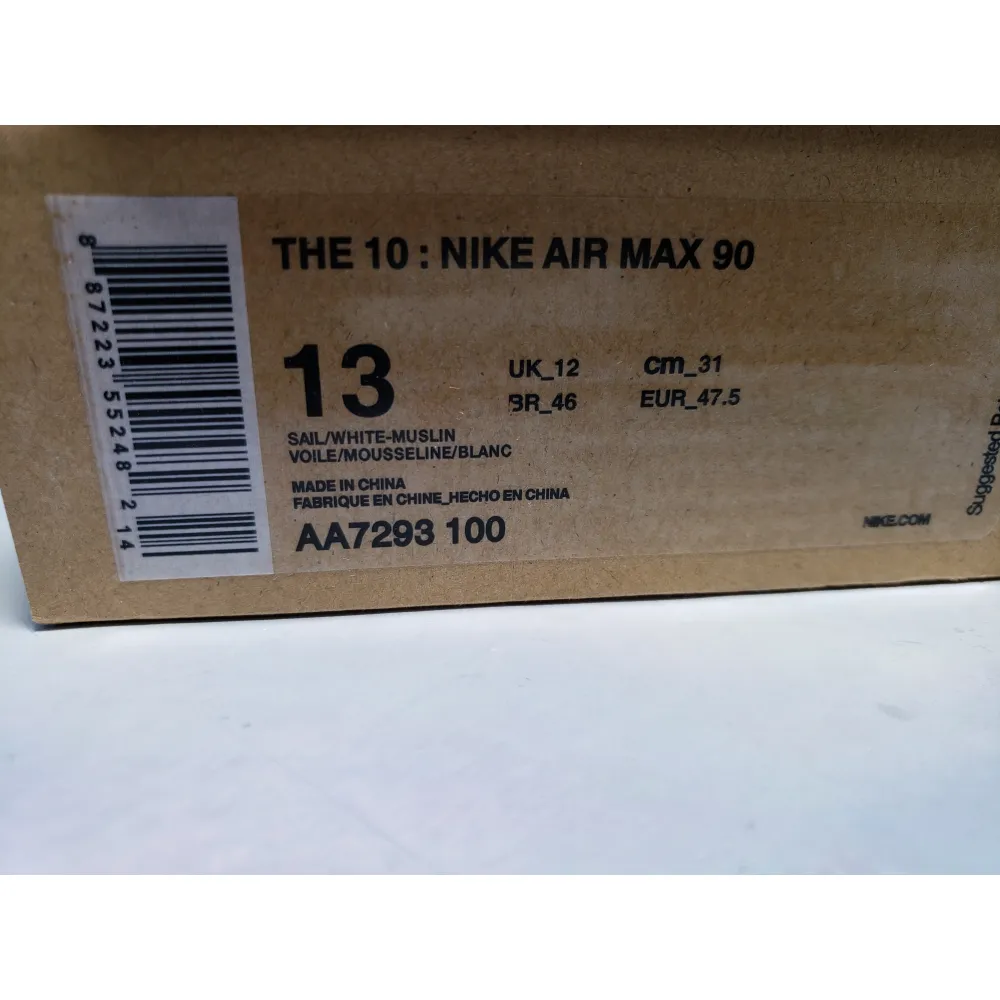 THE 10 : NIKE AIR MAX 90
13
UK_12 cm_31
BR_46 EUR_47.5
SAIL/WHITE-MUSLIN
VOILE/MOUSSELINE/BLANC
MADE IN CHINA
FABRIQUE EN CHINE_HECHO EN CHINA
AA7293 100
NIKE.COM
8 87223 55248 2 14
Suggested